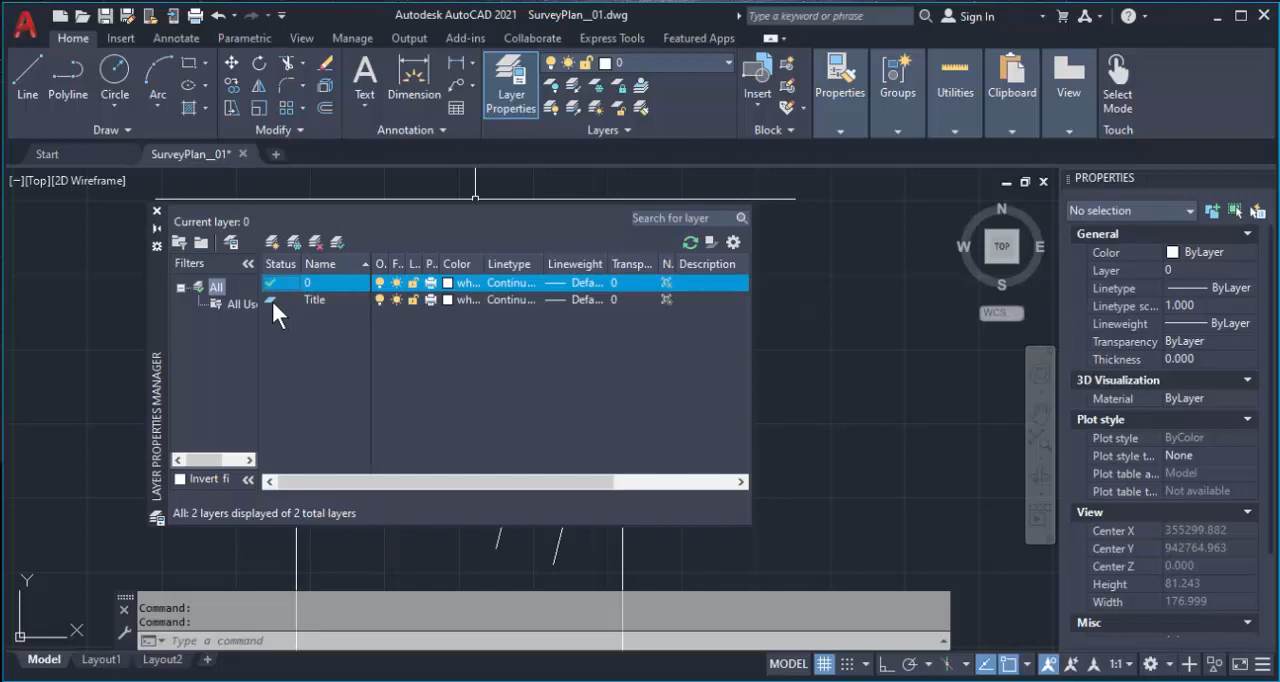 Autodesk AutoCAD 2021 SurveyPlan_01.dwg
Type a keyword or phrase
Sign In
Home Insert Annotate Parametric View Manage Output Add-ins Collaborate Express Tools Featured Apps
0
Line Polyline Circle Arc
Text Dimension
Layer
Properties
Insert
Properties Groups Utilities Clipboard View
Select
Mode
Draw Modify Annotation Layers Block Touch
Start SurveyPlan_01*
[−][Top][2D Wireframe]
N
W TOP E
S
WCS
Current layer: 0
Search for layer
Filters
All
All Us
Status Name O. F.. L.. P.. Color Linetype Lineweight Transp... N. Description
0 wh... Continu... Defa... 0
Title wh... Continu... Defa... 0
Invert fi
All: 2 layers displayed of 2 total layers
LAYER PROPERTIES MANAGER
PROPERTIES
No selection
General
Color ByLayer
Layer 0
Linetype ByLayer
Linetype sc... 1.000
Lineweight ByLayer
Transparency ByLayer
Thickness 0.000
3D Visualization
Material ByLayer
Plot style
Plot style ByColor
Plot style t... None
Plot table a... Model
Plot table t... Not available
View
Center X 355299.882
Center Y 942764.963
Center Z 0.000
Height 81.243
Width 176.999
Misc
Y
X
Command:
Command:
Type a command
Model Layout1 Layout2
MODEL 1:1